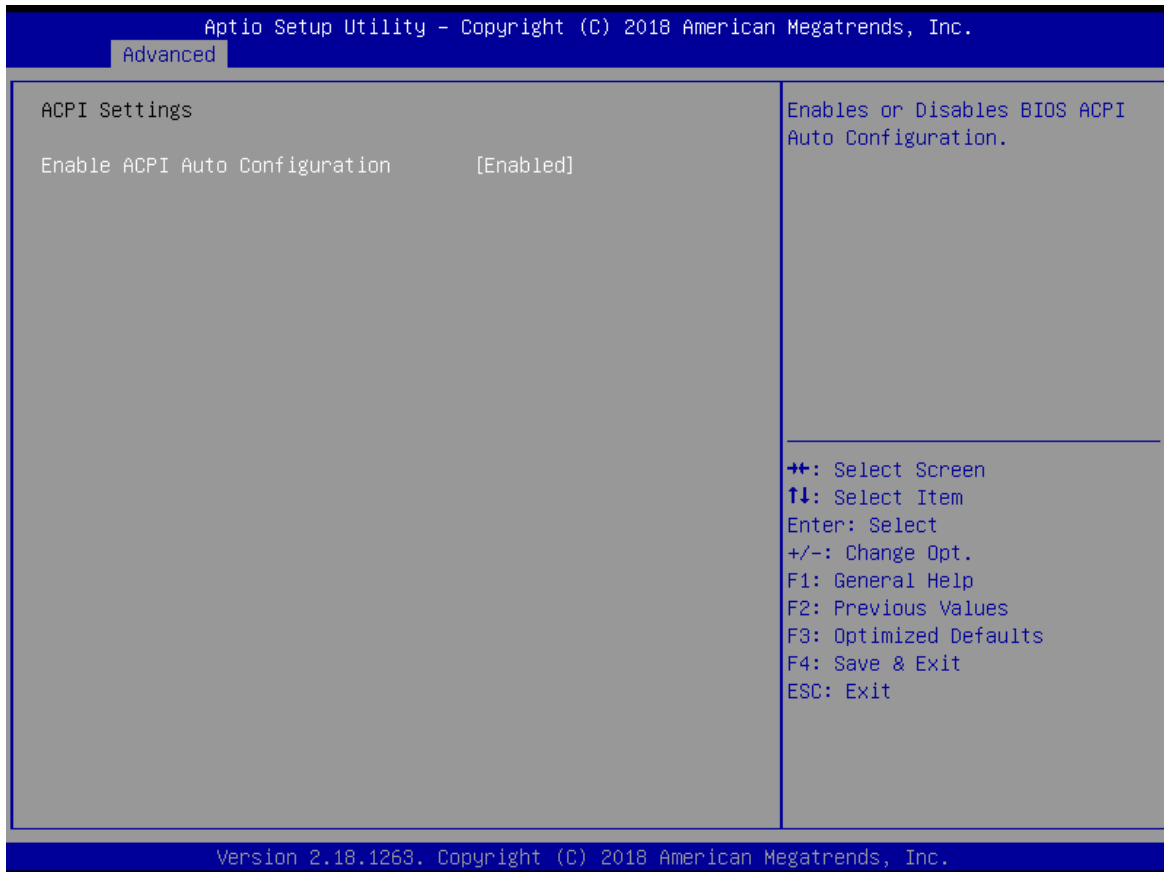 Aptio Setup Utility – Copyright (C) 2018 American Megatrends, Inc.
Advanced
ACPI Settings
Enable ACPI Auto Configuration [Enabled]
Enables or Disables BIOS ACPI
Auto Configuration.
→←: Select Screen
↑↓: Select Item
Enter: Select
+/-: Change Opt.
F1: General Help
F2: Previous Values
F3: Optimized Defaults
F4: Save & Exit
ESC: Exit
Version 2.18.1263. Copyright (C) 2018 American Megatrends, Inc.